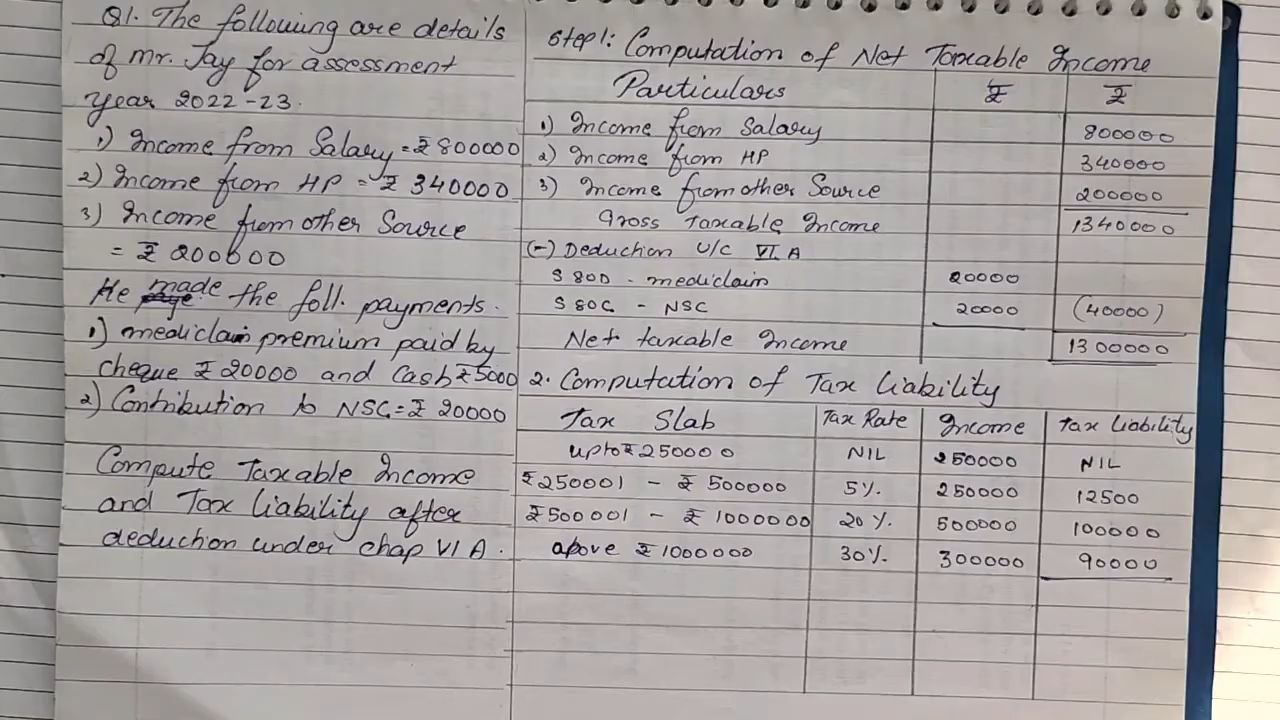 Q1. The following are details
of mr. Jay for assessment
year 2022-23.
1) Income from Salary = ₹ 800000
2) Income from HP = ₹ 340000
3) Income from other Source
= ₹ 200000
He made the foll. payments.
1) mediclaim premium paid by
cheque ₹ 20000 and Cash ₹ 5000
2) Contribution to NSC = ₹ 20000
Compute Taxable Income
and Tax liability after
deduction under chap VI A.
Step 1: Computation of Net Taxable Income
Particulars ₹ ₹
1) Income from Salary 800000
2) Income from HP 340000
3) Income from other Source 200000
Gross Taxable Income 1340000
(-) Deduction U/C VI A
S 80D - mediclaim 20000
S 80C - NSC 20000 (40000)
Net taxable Income 1300000
2. Computation of Tax liability
Tax Slab Tax Rate Income Tax liability
upto ₹ 250000 NIL 250000 NIL
₹ 250001 - ₹ 500000 5% 250000 12500
₹ 500001 - ₹ 1000000 20% 500000 100000
above ₹ 1000000 30% 300000 90000